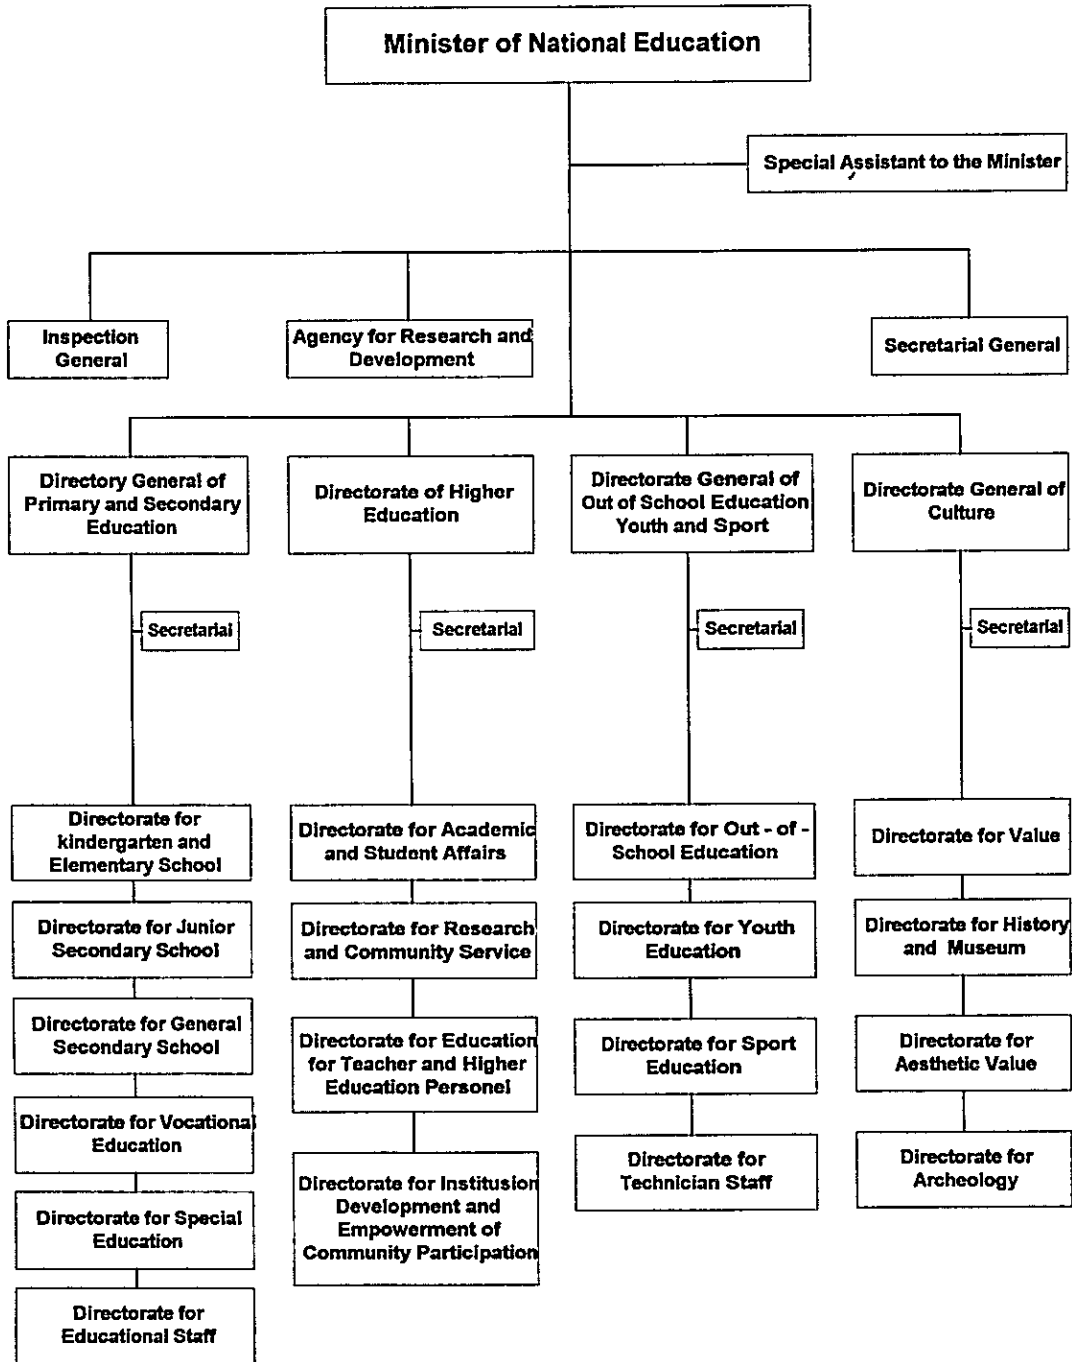 Minister of National Education
Special Assistant to the Minister
Inspection
General
Agency for Research and
Development
Secretarial General
Directory General of
Primary and Secondary
Education
Directorate of Higher
Education
Directorate General of
Out of School Education
Youth and Sport
Directorate General of
Culture
Secretarial
Secretarial
Secretarial
Secretarial
Directorate for
kindergarten and
Elementary School
Directorate for Academic
and Student Affairs
Directorate for Out - of -
School Education
Directorate for Value
Directorate for Junior
Secondary School
Directorate for Research
and Community Service
Directorate for Youth
Education
Directorate for History
and Museum
Directorate for General
Secondary School
Directorate for Education
for Teacher and Higher
Education Personel
Directorate for Sport
Education
Directorate for
Aesthetic Value
Directorate for Vocational
Education
Directorate for Institusion
Development and
Empowerment of
Community Participation
Directorate for
Technician Staff
Directorate for
Archeology
Directorate for Special
Education
Directorate for
Educational Staff